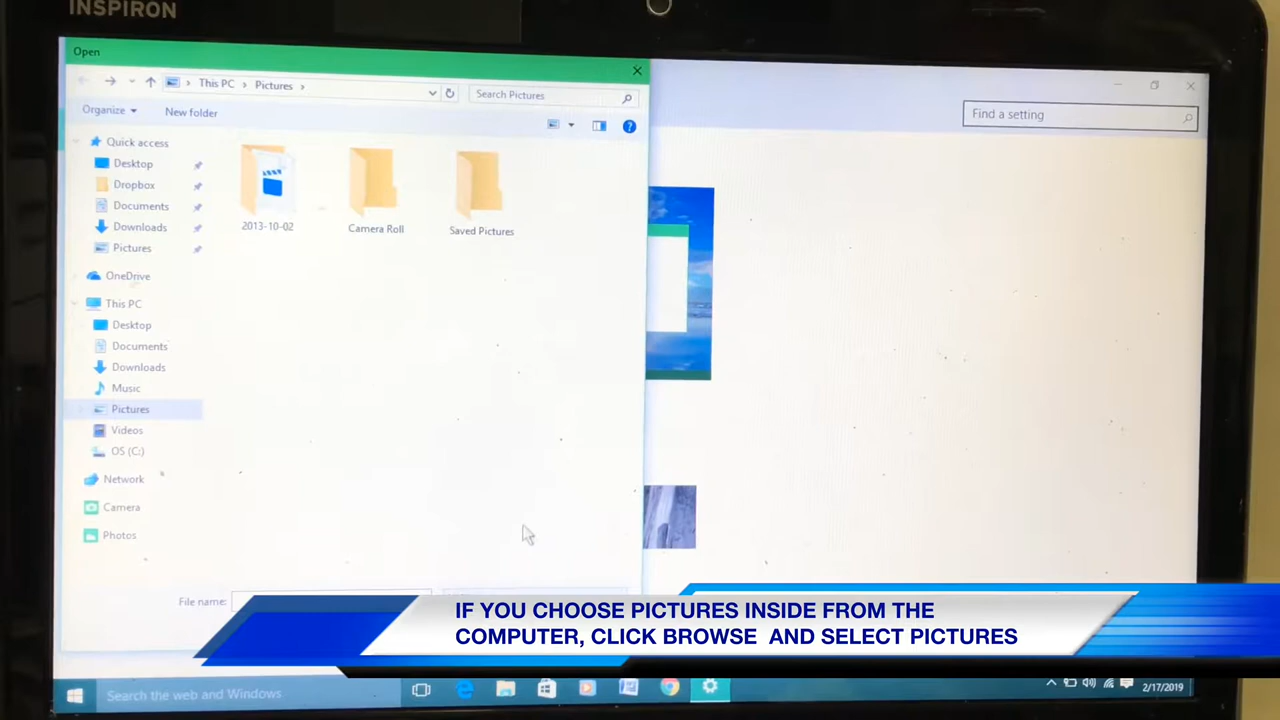 INSPIRON
Open
This PC > Pictures >
Search Pictures
Organize
New folder
Find a setting
Quick access
Desktop
Dropbox
Documents
Downloads
Pictures
OneDrive
This PC
Desktop
Documents
Downloads
Music
Pictures
Videos
OS (C:)
Network
Camera
Photos
2013-10-02
Camera Roll
Saved Pictures
File name:
IF YOU CHOOSE PICTURES INSIDE FROM THE
COMPUTER, CLICK BROWSE AND SELECT PICTURES
Search the web and Windows
2/17/2019